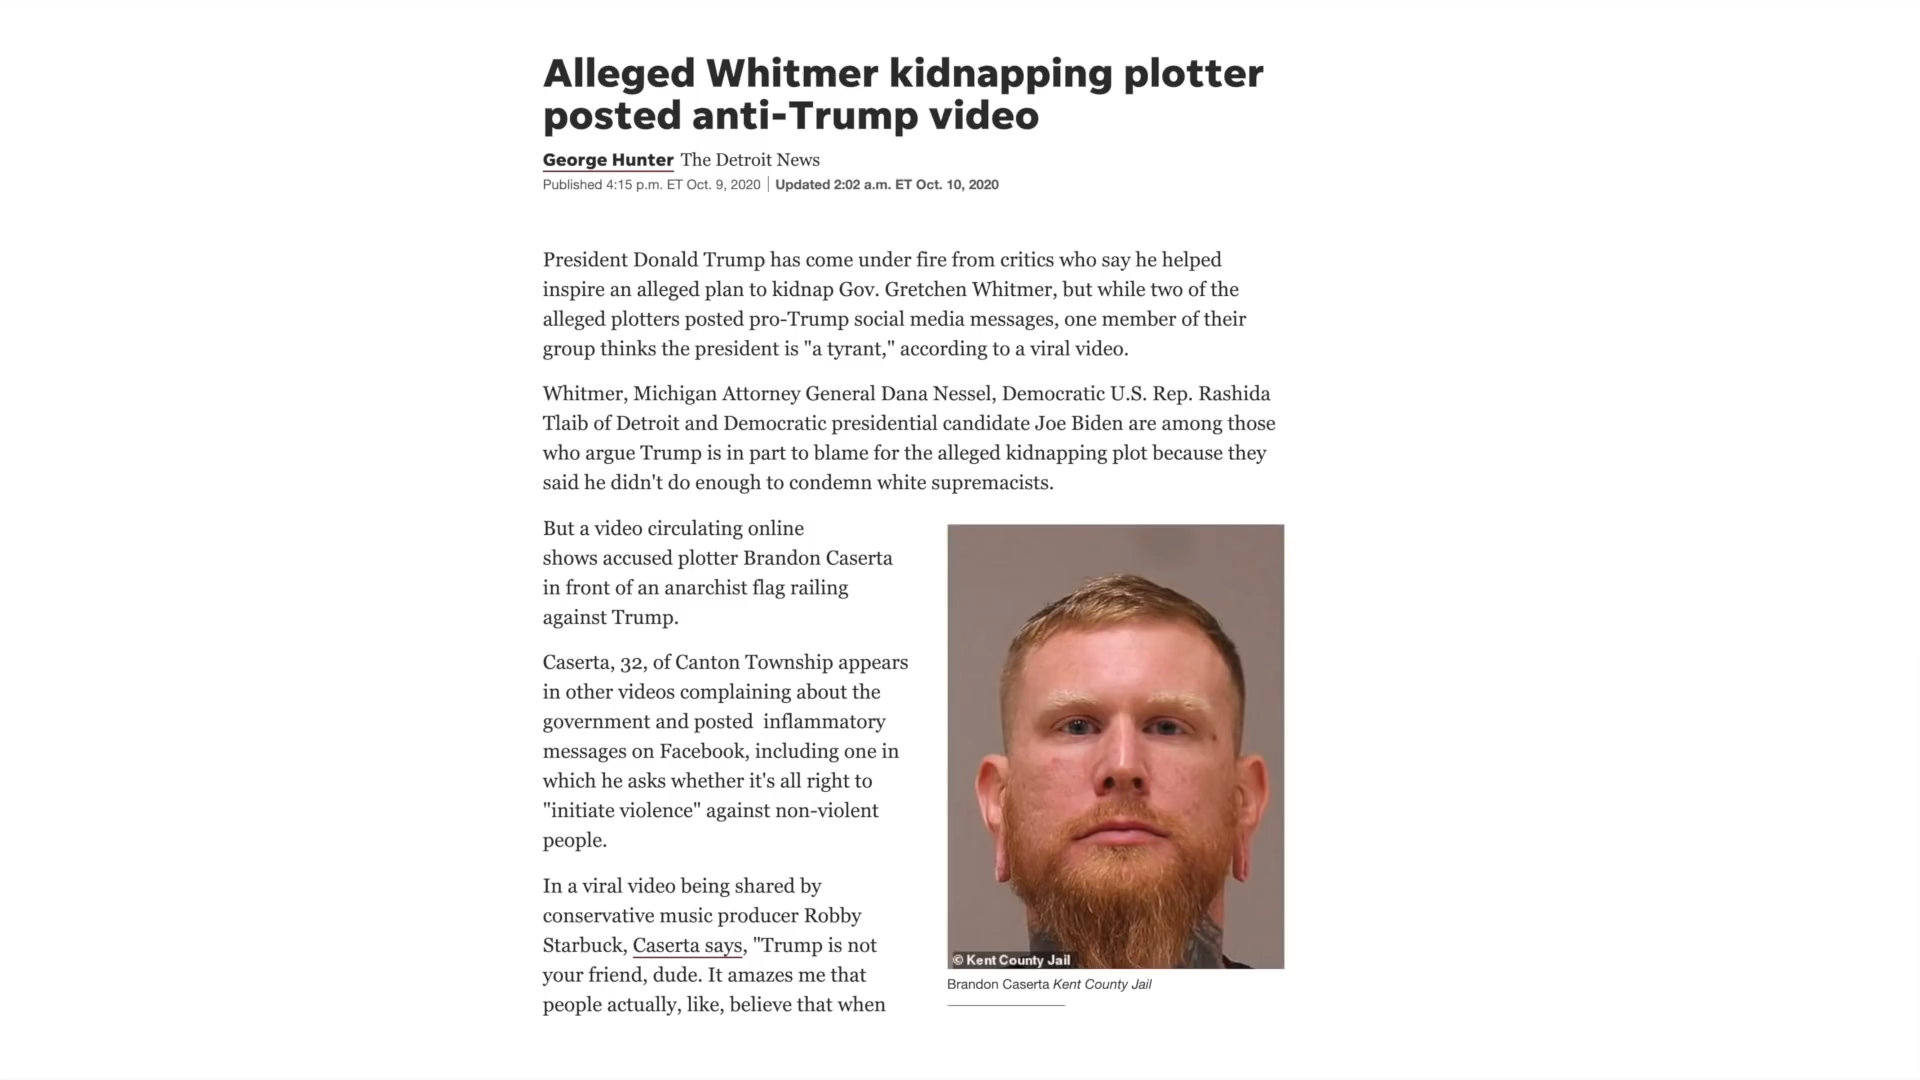 Alleged Whitmer kidnapping plotter
posted anti-Trump video
George Hunter The Detroit News
Published 4:15 p.m. ET Oct. 9, 2020 | Updated 2:02 a.m. ET Oct. 10, 2020
President Donald Trump has come under fire from critics who say he helped
inspire an alleged plan to kidnap Gov. Gretchen Whitmer, but while two of the
alleged plotters posted pro-Trump social media messages, one member of their
group thinks the president is "a tyrant," according to a viral video.
Whitmer, Michigan Attorney General Dana Nessel, Democratic U.S. Rep. Rashida
Tlaib of Detroit and Democratic presidential candidate Joe Biden are among those
who argue Trump is in part to blame for the alleged kidnapping plot because they
said he didn't do enough to condemn white supremacists.
But a video circulating online
shows accused plotter Brandon Caserta
in front of an anarchist flag railing
against Trump.
Caserta, 32, of Canton Township appears
in other videos complaining about the
government and posted inflammatory
messages on Facebook, including one in
which he asks whether it's all right to
"initiate violence" against non-violent
people.
In a viral video being shared by
conservative music producer Robby
Starbuck, Caserta says, "Trump is not
your friend, dude. It amazes me that
people actually, like, believe that when
© Kent County Jail
Brandon Caserta Kent County Jail